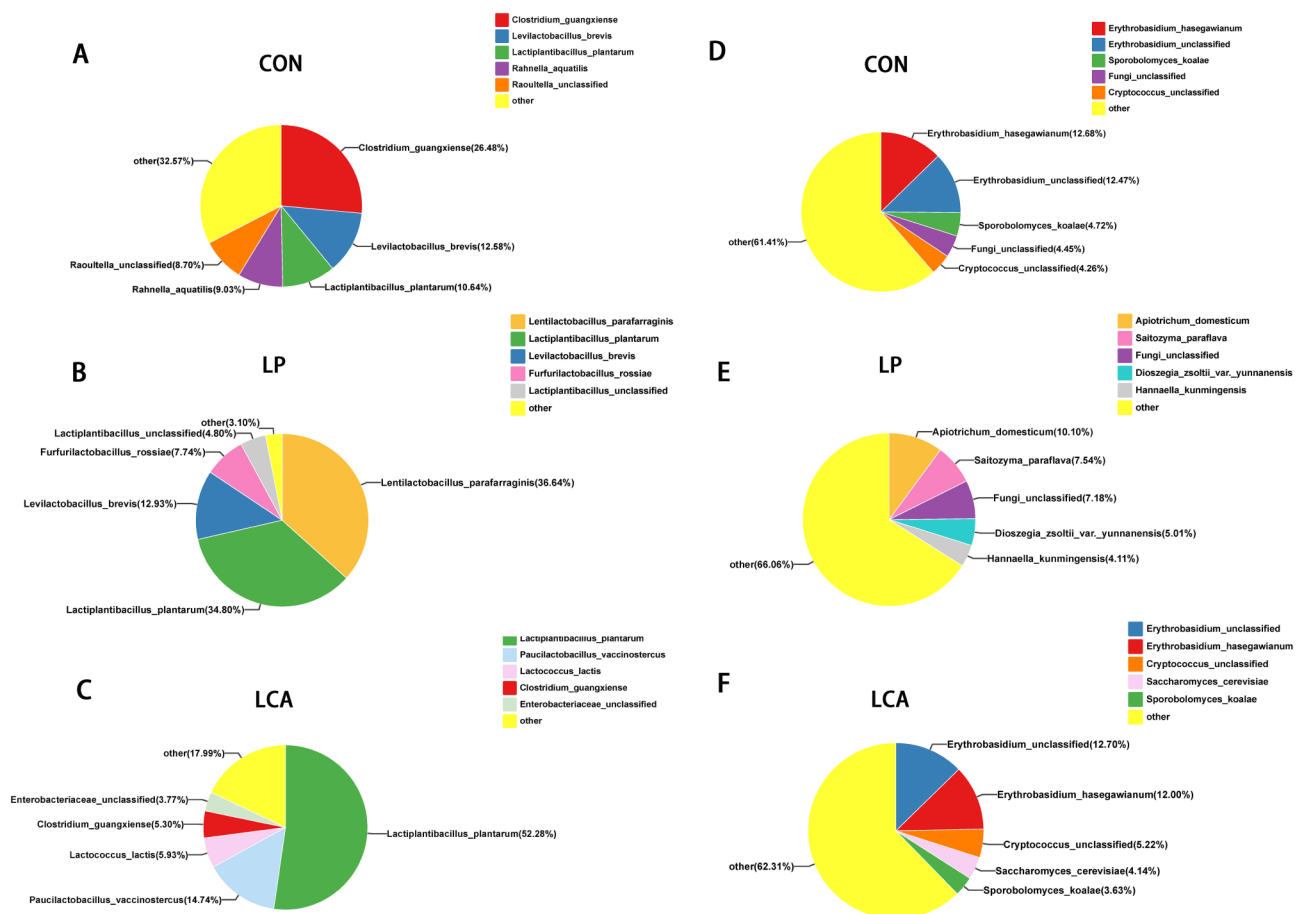 A
CON
Clostridium_guangxiense
Levilactobacillus_brevis
Lactiplantibacillus_plantarum
Rahnella_aquatilis
Raoultella_unclassified
other
other(32.57%)
Clostridium_guangxiense(26.48%)
Levilactobacillus_brevis(12.58%)
Raoultella_unclassified(8.70%)
Rahnella_aquatilis(9.03%)
Lactiplantibacillus_plantarum(10.64%)
D
CON
Erythrobasidium_hasegawianum
Erythrobasidium_unclassified
Sporobolomyces_koalae
Fungi_unclassified
Cryptococcus_unclassified
other
Erythrobasidium_hasegawianum(12.68%)
Erythrobasidium_unclassified(12.47%)
Sporobolomyces_koalae(4.72%)
other(61.41%)
Fungi_unclassified(4.45%)
Cryptococcus_unclassified(4.26%)
B
LP
Lentilactobacillus_parafarraginis
Lactiplantibacillus_plantarum
Levilactobacillus_brevis
Furfurilactobacillus_rossiae
Lactiplantibacillus_unclassified
other
other(3.10%)
Lactiplantibacillus_unclassified(4.80%)
Furfurilactobacillus_rossiae(7.74%)
Lentilactobacillus_parafarraginis(36.64%)
Levilactobacillus_brevis(12.93%)
Lactiplantibacillus_plantarum(34.80%)
E
LP
Apiotrichum_domesticum
Saitozyma_paraflava
Fungi_unclassified
Dioszegia_zsoltii_var._yunnanensis
Hannaella_kunmingensis
other
Apiotrichum_domesticum(10.10%)
Saitozyma_paraflava(7.54%)
Fungi_unclassified(7.18%)
Dioszegia_zsoltii_var._yunnanensis(5.01%)
Hannaella_kunmingensis(4.11%)
other(66.06%)
C
LCA
Lactiplantibacillus_plantarum
Paucilactobacillus_vaccinostercus
Lactococcus_lactis
Clostridium_guangxiense
Enterobacteriaceae_unclassified
other
other(17.99%)
Enterobacteriaceae_unclassified(3.77%)
Clostridium_guangxiense(5.30%)
Lactiplantibacillus_plantarum(52.28%)
Lactococcus_lactis(5.93%)
Paucilactobacillus_vaccinostercus(14.74%)
F
LCA
Erythrobasidium_unclassified
Erythrobasidium_hasegawianum
Cryptococcus_unclassified
Saccharomyces_cerevisiae
Sporobolomyces_koalae
other
Erythrobasidium_unclassified(12.70%)
Erythrobasidium_hasegawianum(12.00%)
Cryptococcus_unclassified(5.22%)
other(62.31%)
Saccharomyces_cerevisiae(4.14%)
Sporobolomyces_koalae(3.63%)